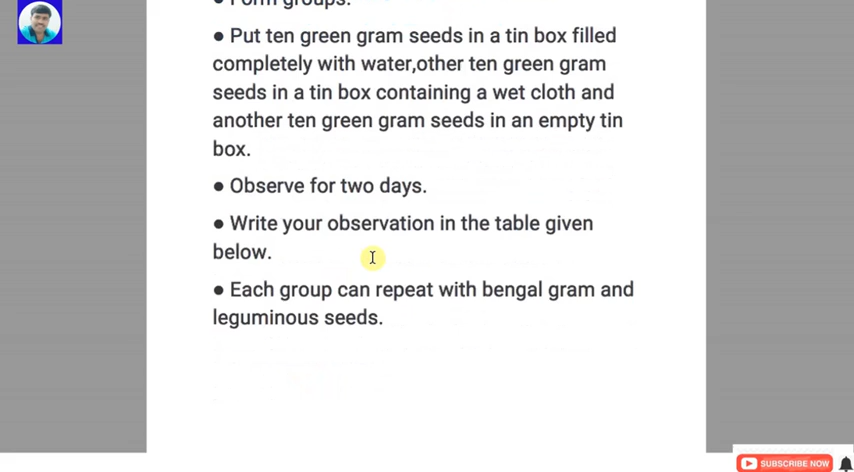 ● Form groups.
● Put ten green gram seeds in a tin box filled
completely with water,other ten green gram
seeds in a tin box containing a wet cloth and
another ten green gram seeds in an empty tin
box.
● Observe for two days.
● Write your observation in the table given
below.
● Each group can repeat with bengal gram and
leguminous seeds.
SUBSCRIBE NOW